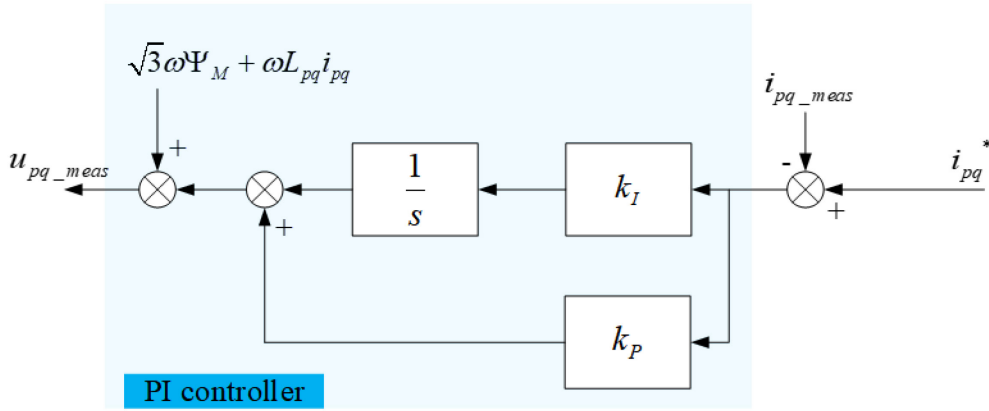 √3ωΨ_M + ωL_pq i_pq
i_pq_meas
u_pq_meas
+
+
1
s
k_I
-
+
i_pq*
k_P
PI controller